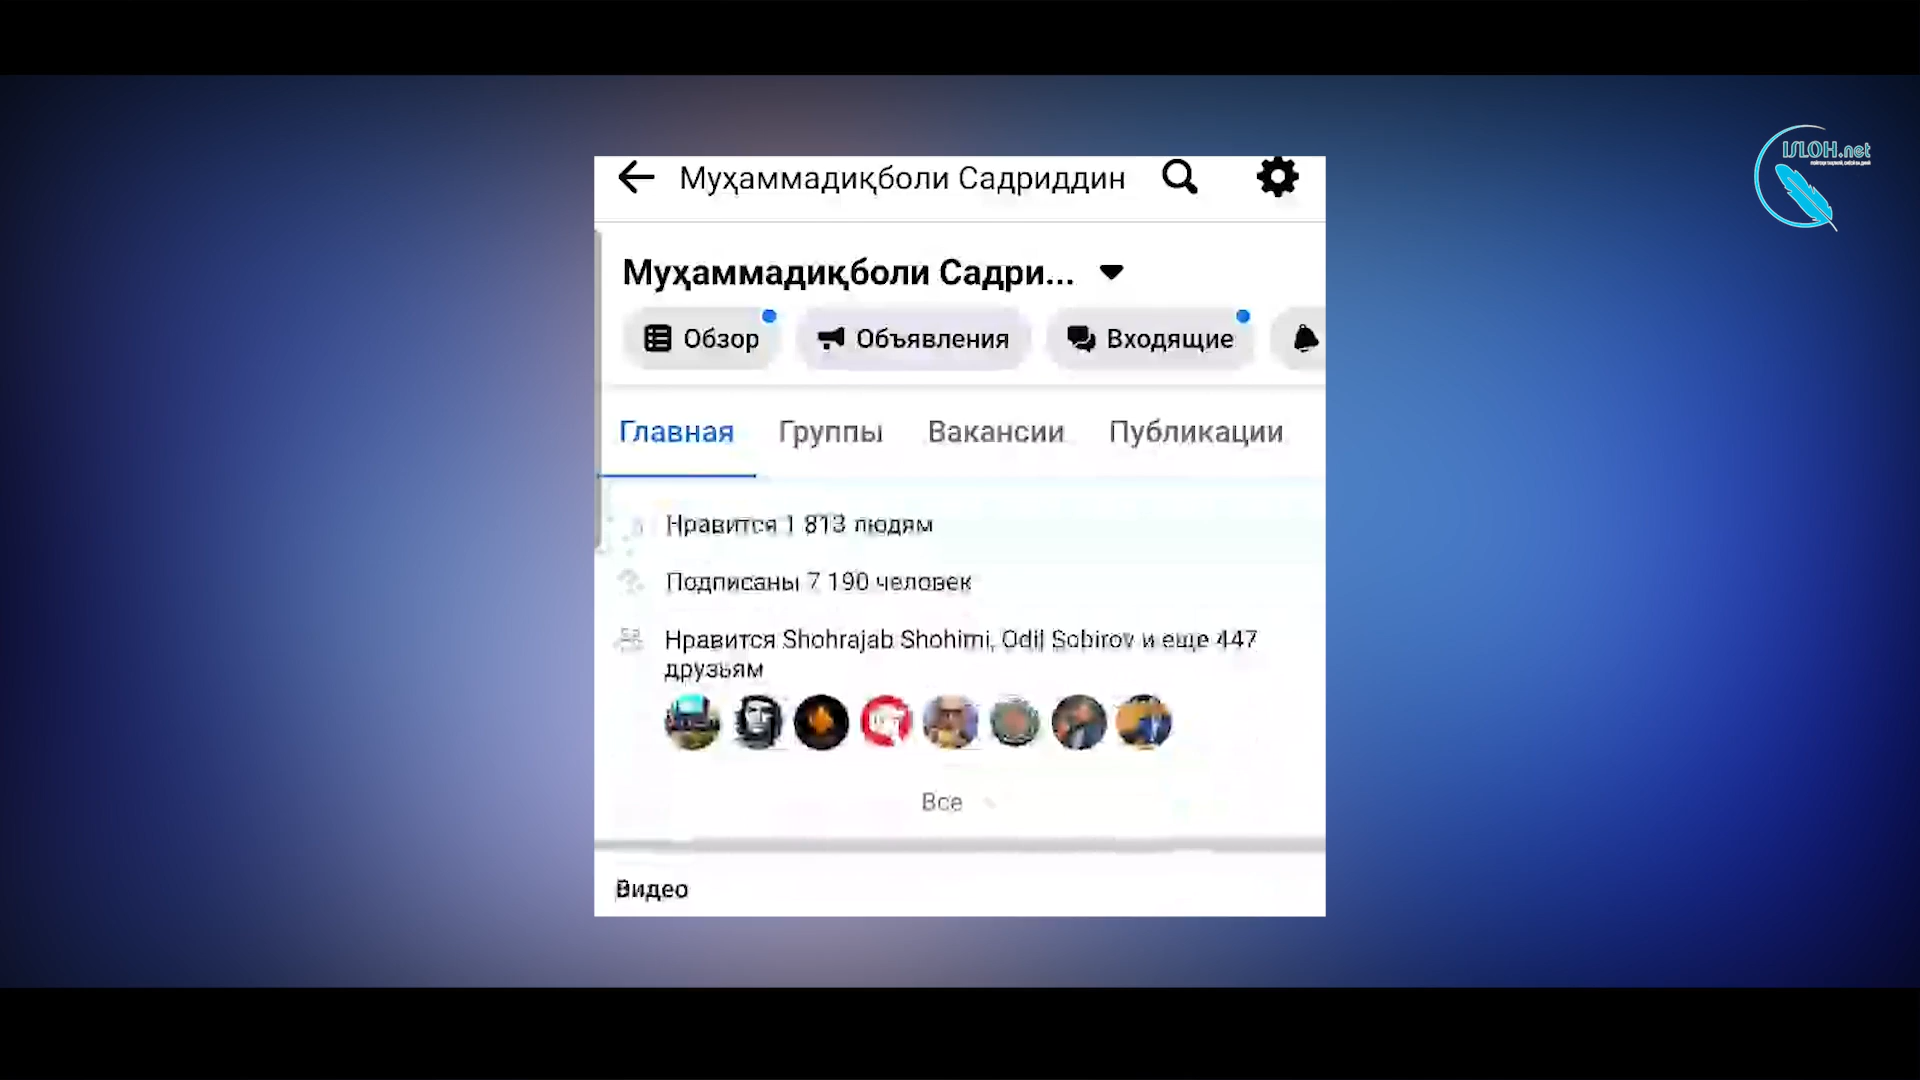 Муҳаммадиқболи Садриддин
ISLOH.net
Муҳаммадиқболи Садри...
Обзор
Объявления
Входящие
Главная
Группы
Вакансии
Публикации
Нравится 1 813 людям
Подписаны 7 190 человек
Нравится Shohrajab Shohimi, Odil Sobirov и еще 447
друзьям
Все
Видео